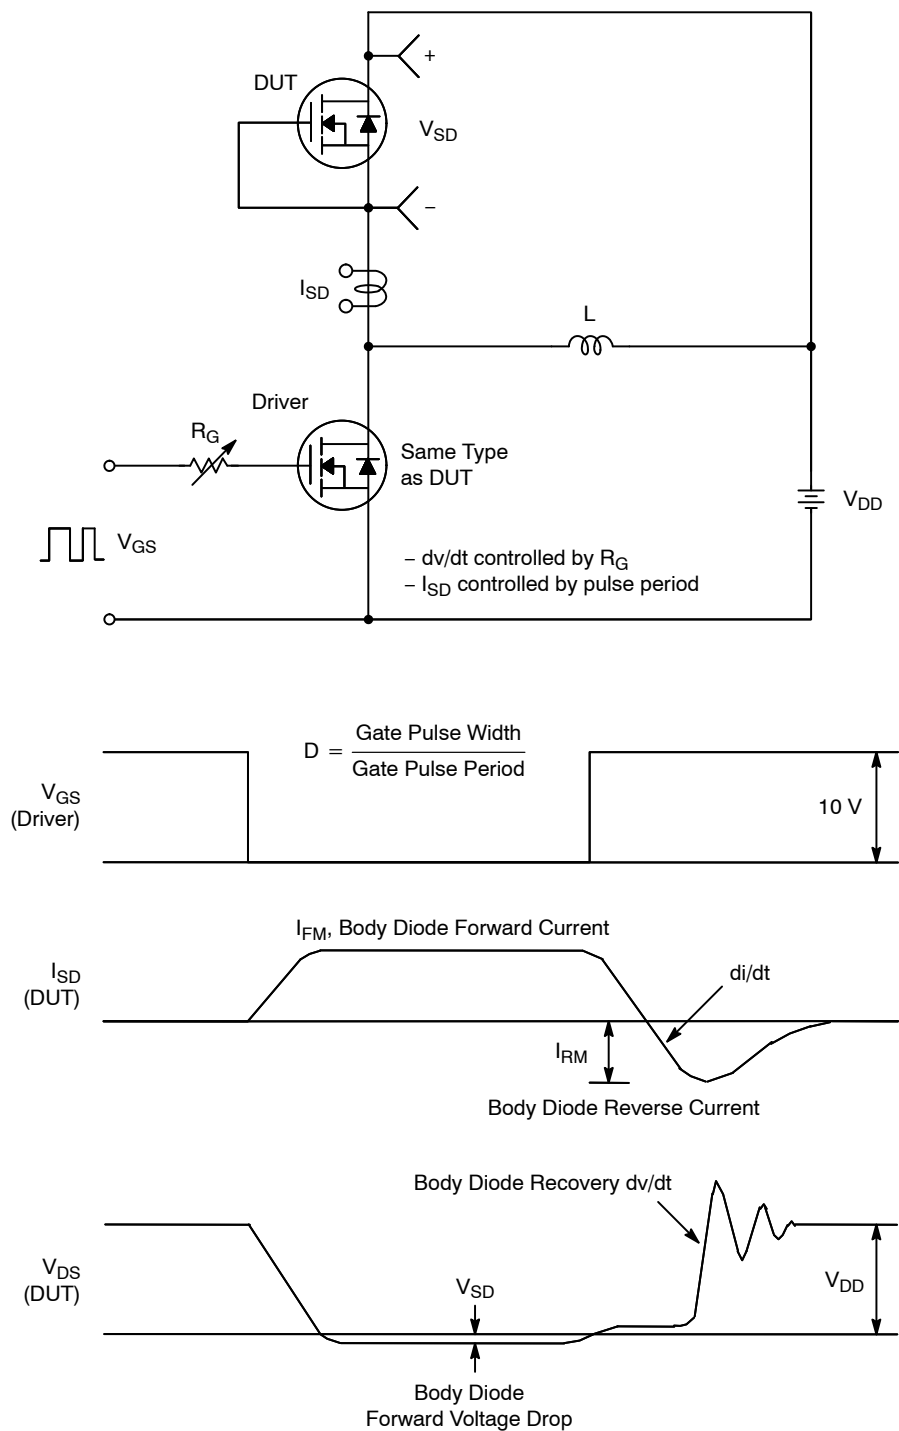 +
DUT
V_SD
−
I_SD
L
Driver
R_G
Same Type
as DUT
V_DD
V_GS
− dv/dt controlled by R_G
− I_SD controlled by pulse period
D = Gate Pulse Width
Gate Pulse Period
V_GS
(Driver)
10 V
I_FM, Body Diode Forward Current
I_SD
(DUT)
di/dt
I_RM
Body Diode Reverse Current
Body Diode Recovery dv/dt
V_DS
(DUT)
V_SD
V_DD
Body Diode
Forward Voltage Drop